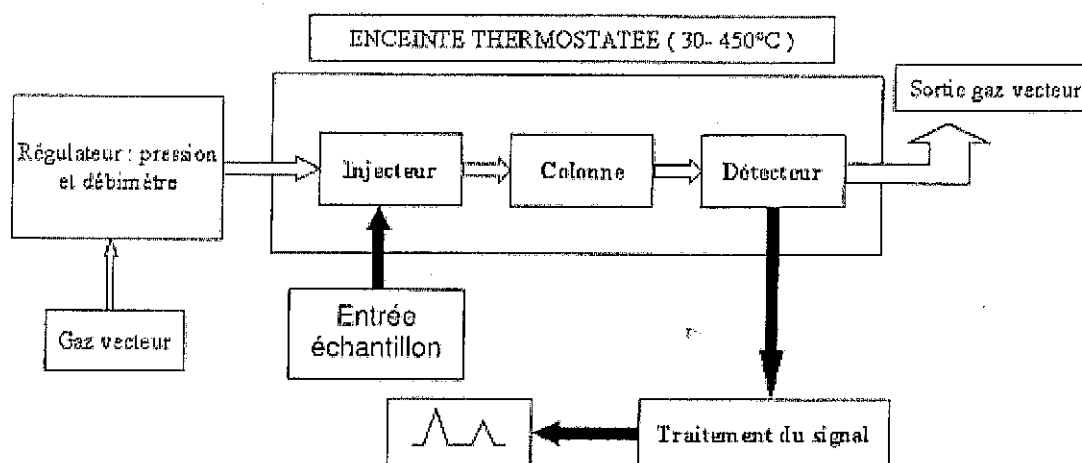 ENCEINTE THERMOSTATEE ( 30- 450°C )
Sortie gaz vecteur
Régulateur : pression
et débimètre
Injecteur
Colonne
Détecteur
Entrée
échantillon
Gaz vecteur
Traitement du signal